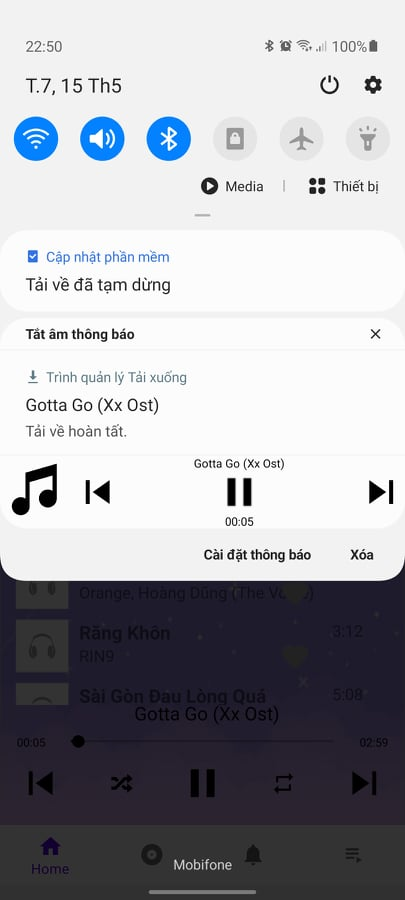 22:50
100%
T.7, 15 Th5
Media
Thiết bị
Cập nhật phần mềm
Tải về đã tạm dừng
Tắt âm thông báo
Trình quản lý Tải xuống
Gotta Go (Xx Ost)
Tải về hoàn tất.
Gotta Go (Xx Ost)
00:05
Cài đặt thông báo
Xóa
Orange, Hoàng Dũng (The Vo
Răng Khôn
3:12
RIN9
Sài Gòn Đau Lòng Quá
5:08
Gotta Go (Xx Ost)
00:05
02:59
Home
Mobifone